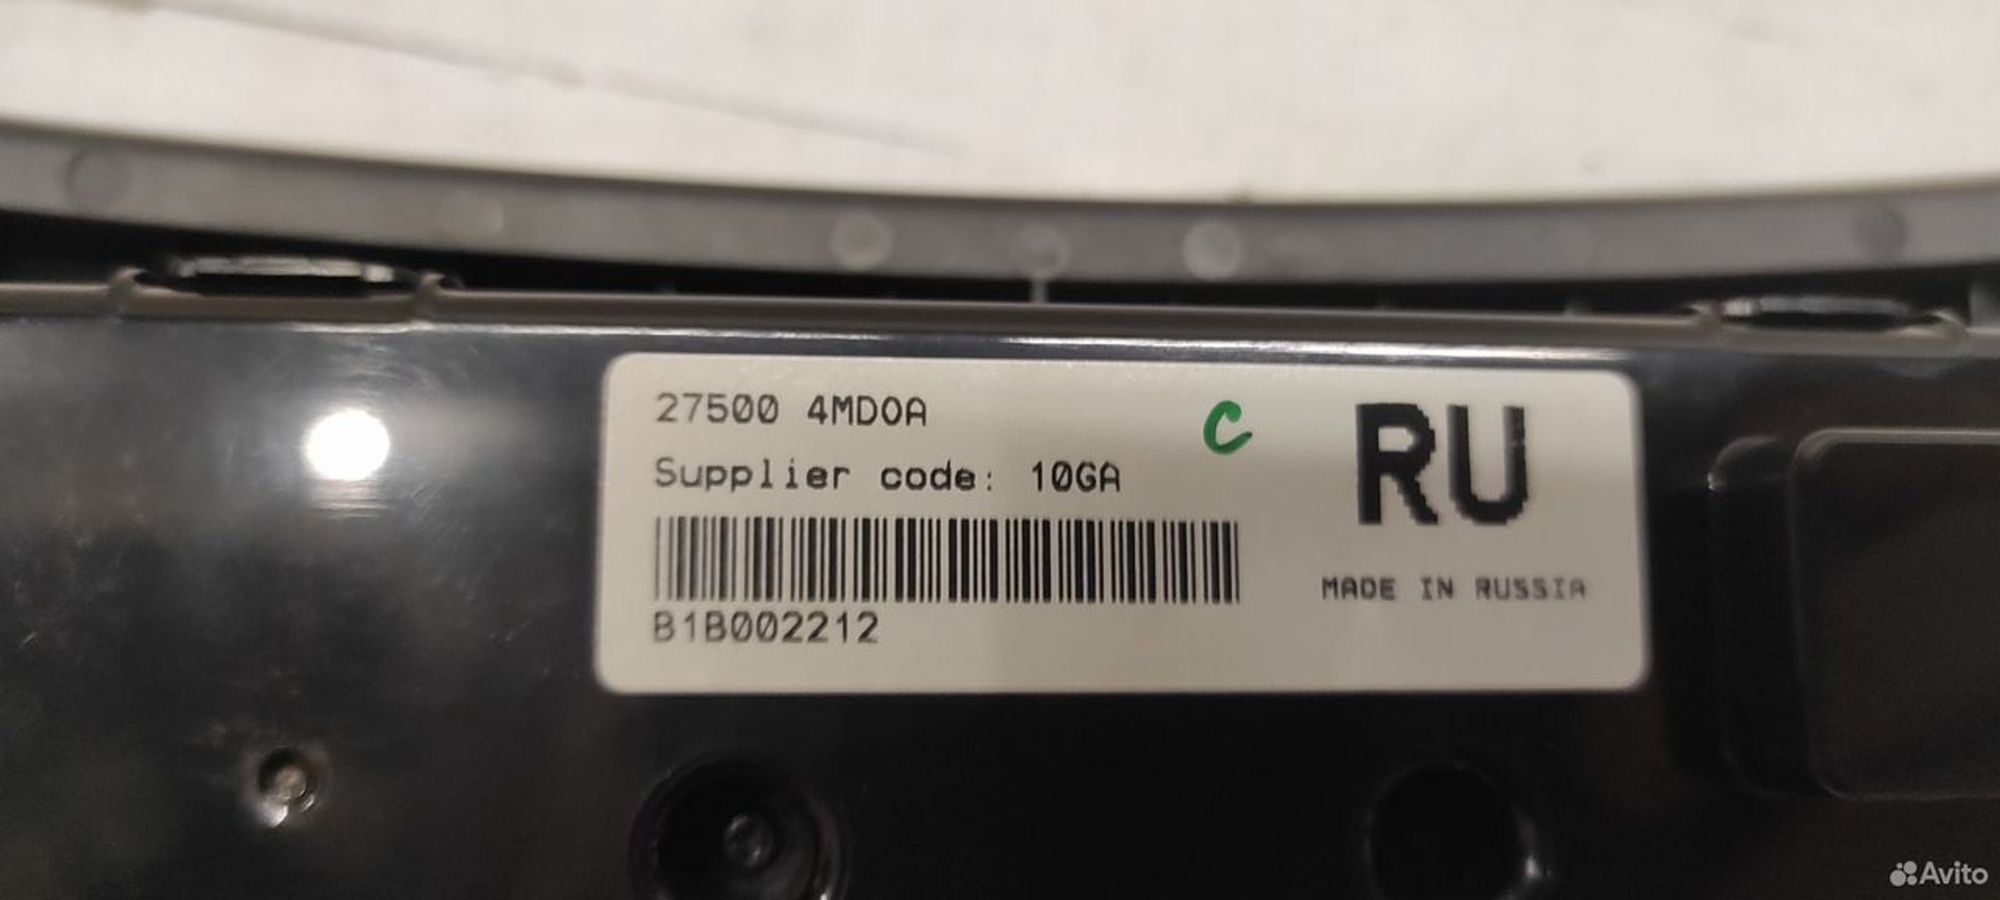 27500 4MD0A
C
RU
Supplier code: 10GA
MADE IN RUSSIA
B1B002212
Avito